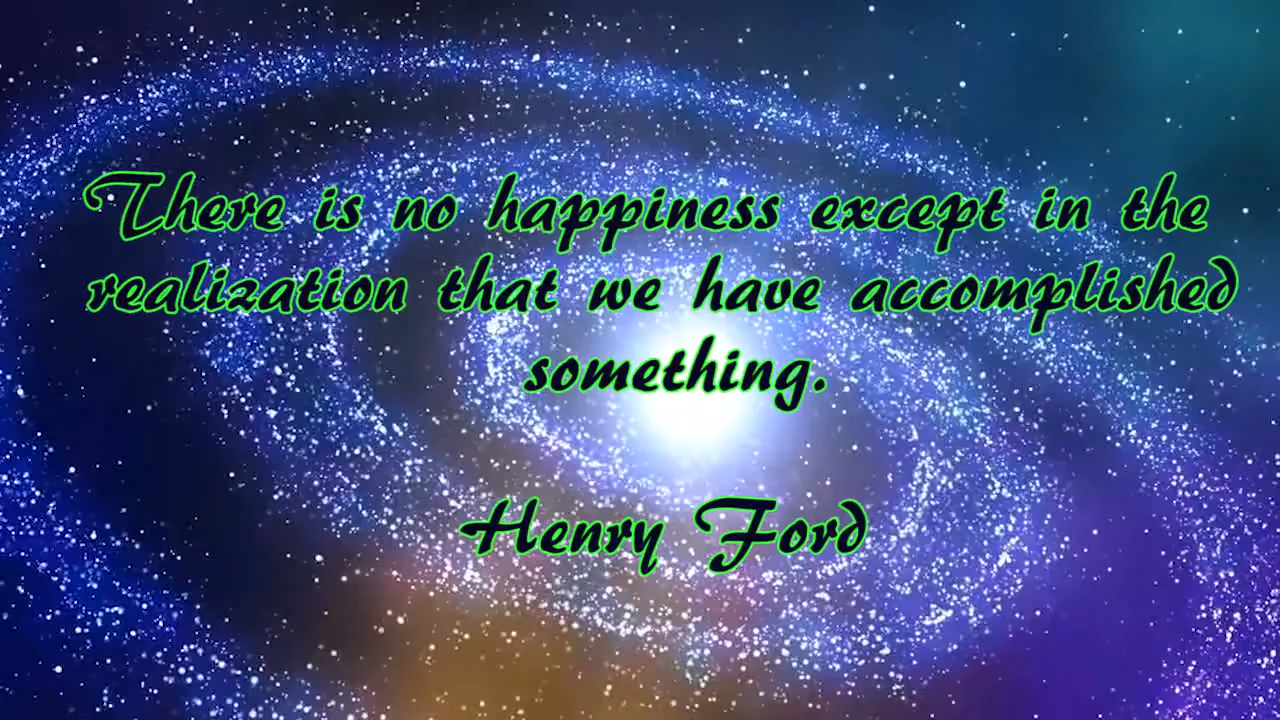 There is no happiness except in the
realization that we have accomplished
something.
Henry Ford